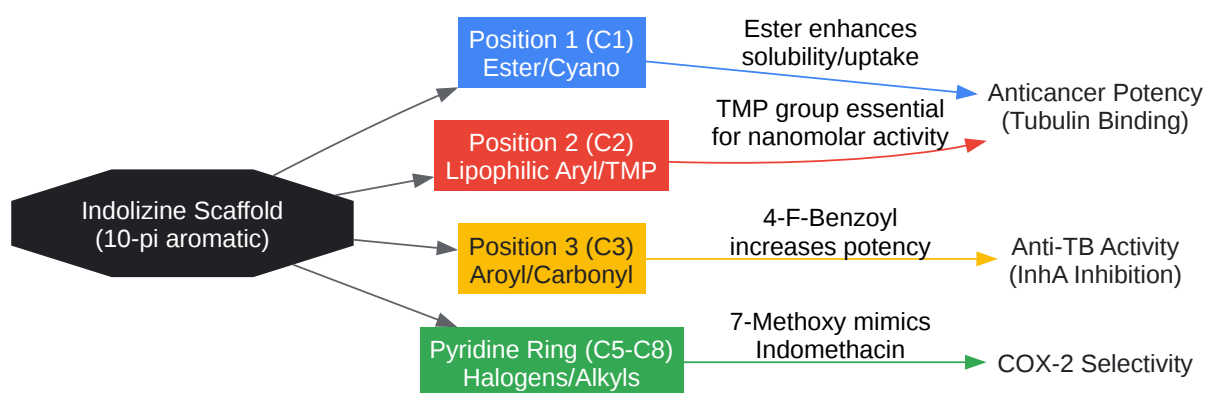 Indolizine Scaffold
(10-pi aromatic)
Position 1 (C1)
Ester/Cyano
Ester enhances
solubility/uptake
Position 2 (C2)
Lipophilic Aryl/TMP
TMP group essential
for nanomolar activity
Anticancer Potency
(Tubulin Binding)
Position 3 (C3)
Aroyl/Carbonyl
4-F-Benzoyl
increases potency
Anti-TB Activity
(InhA Inhibition)
Pyridine Ring (C5-C8)
Halogens/Alkyls
7-Methoxy mimics
Indomethacin
COX-2 Selectivity